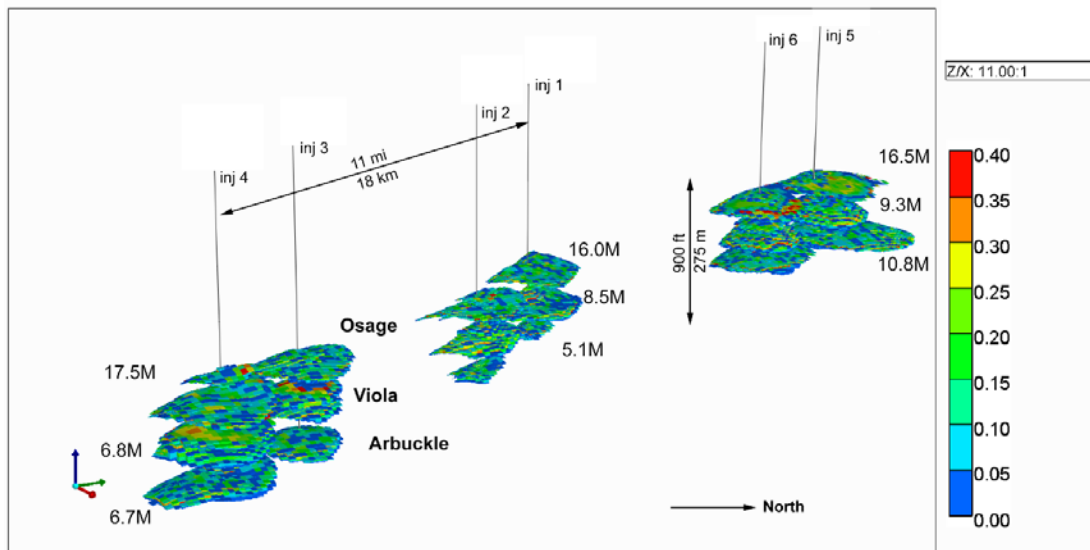 inj 6
inj 5
inj 1
inj 2
inj 3
inj 4
11 mi
18 km
Z/X: 11.00:1
16.5M
9.3M
10.8M
900 ft
275 m
16.0M
8.5M
5.1M
Osage
Viola
Arbuckle
17.5M
6.8M
6.7M
North
0.40
0.35
0.30
0.25
0.20
0.15
0.10
0.05
0.00